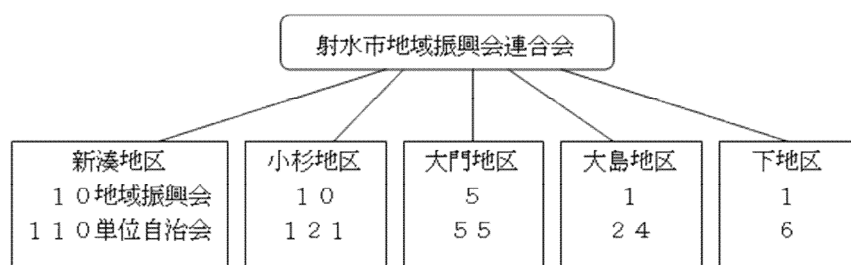 射水市地域振興会連合会
新湊地区
１０地域振興会
１１０単位自治会
小杉地区
１０
１２１
大門地区
５
５５
大島地区
１
２４
下地区
１
６